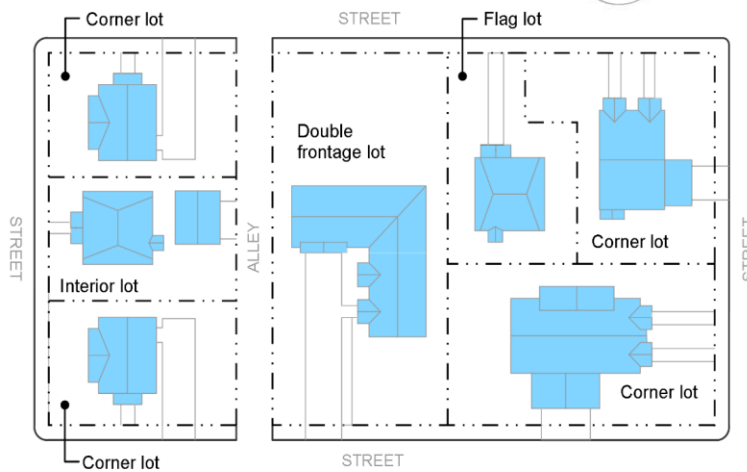 Corner lot
STREET
Flag lot
Double
frontage lot
STREET
ALLEY
STREET
Corner lot
Interior lot
Corner lot
Corner lot
STREET